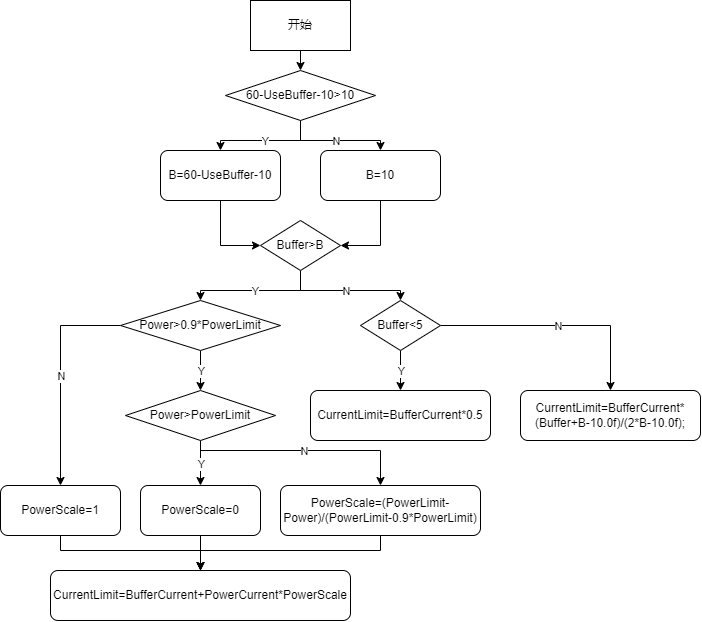 开始
60-UseBuffer-10>10
Y
N
B=60-UseBuffer-10
B=10
Buffer>B
Y
N
Power>0.9*PowerLimit
Buffer<5
N
N
Y
Y
Power>PowerLimit
CurrentLimit=BufferCurrent*0.5
CurrentLimit=BufferCurrent*
(Buffer+B-10.0f)/(2*B-10.0f);
N
Y
PowerScale=1
PowerScale=0
PowerScale=(PowerLimit-
Power)/(PowerLimit-0.9*PowerLimit)
CurrentLimit=BufferCurrent+PowerCurrent*PowerScale